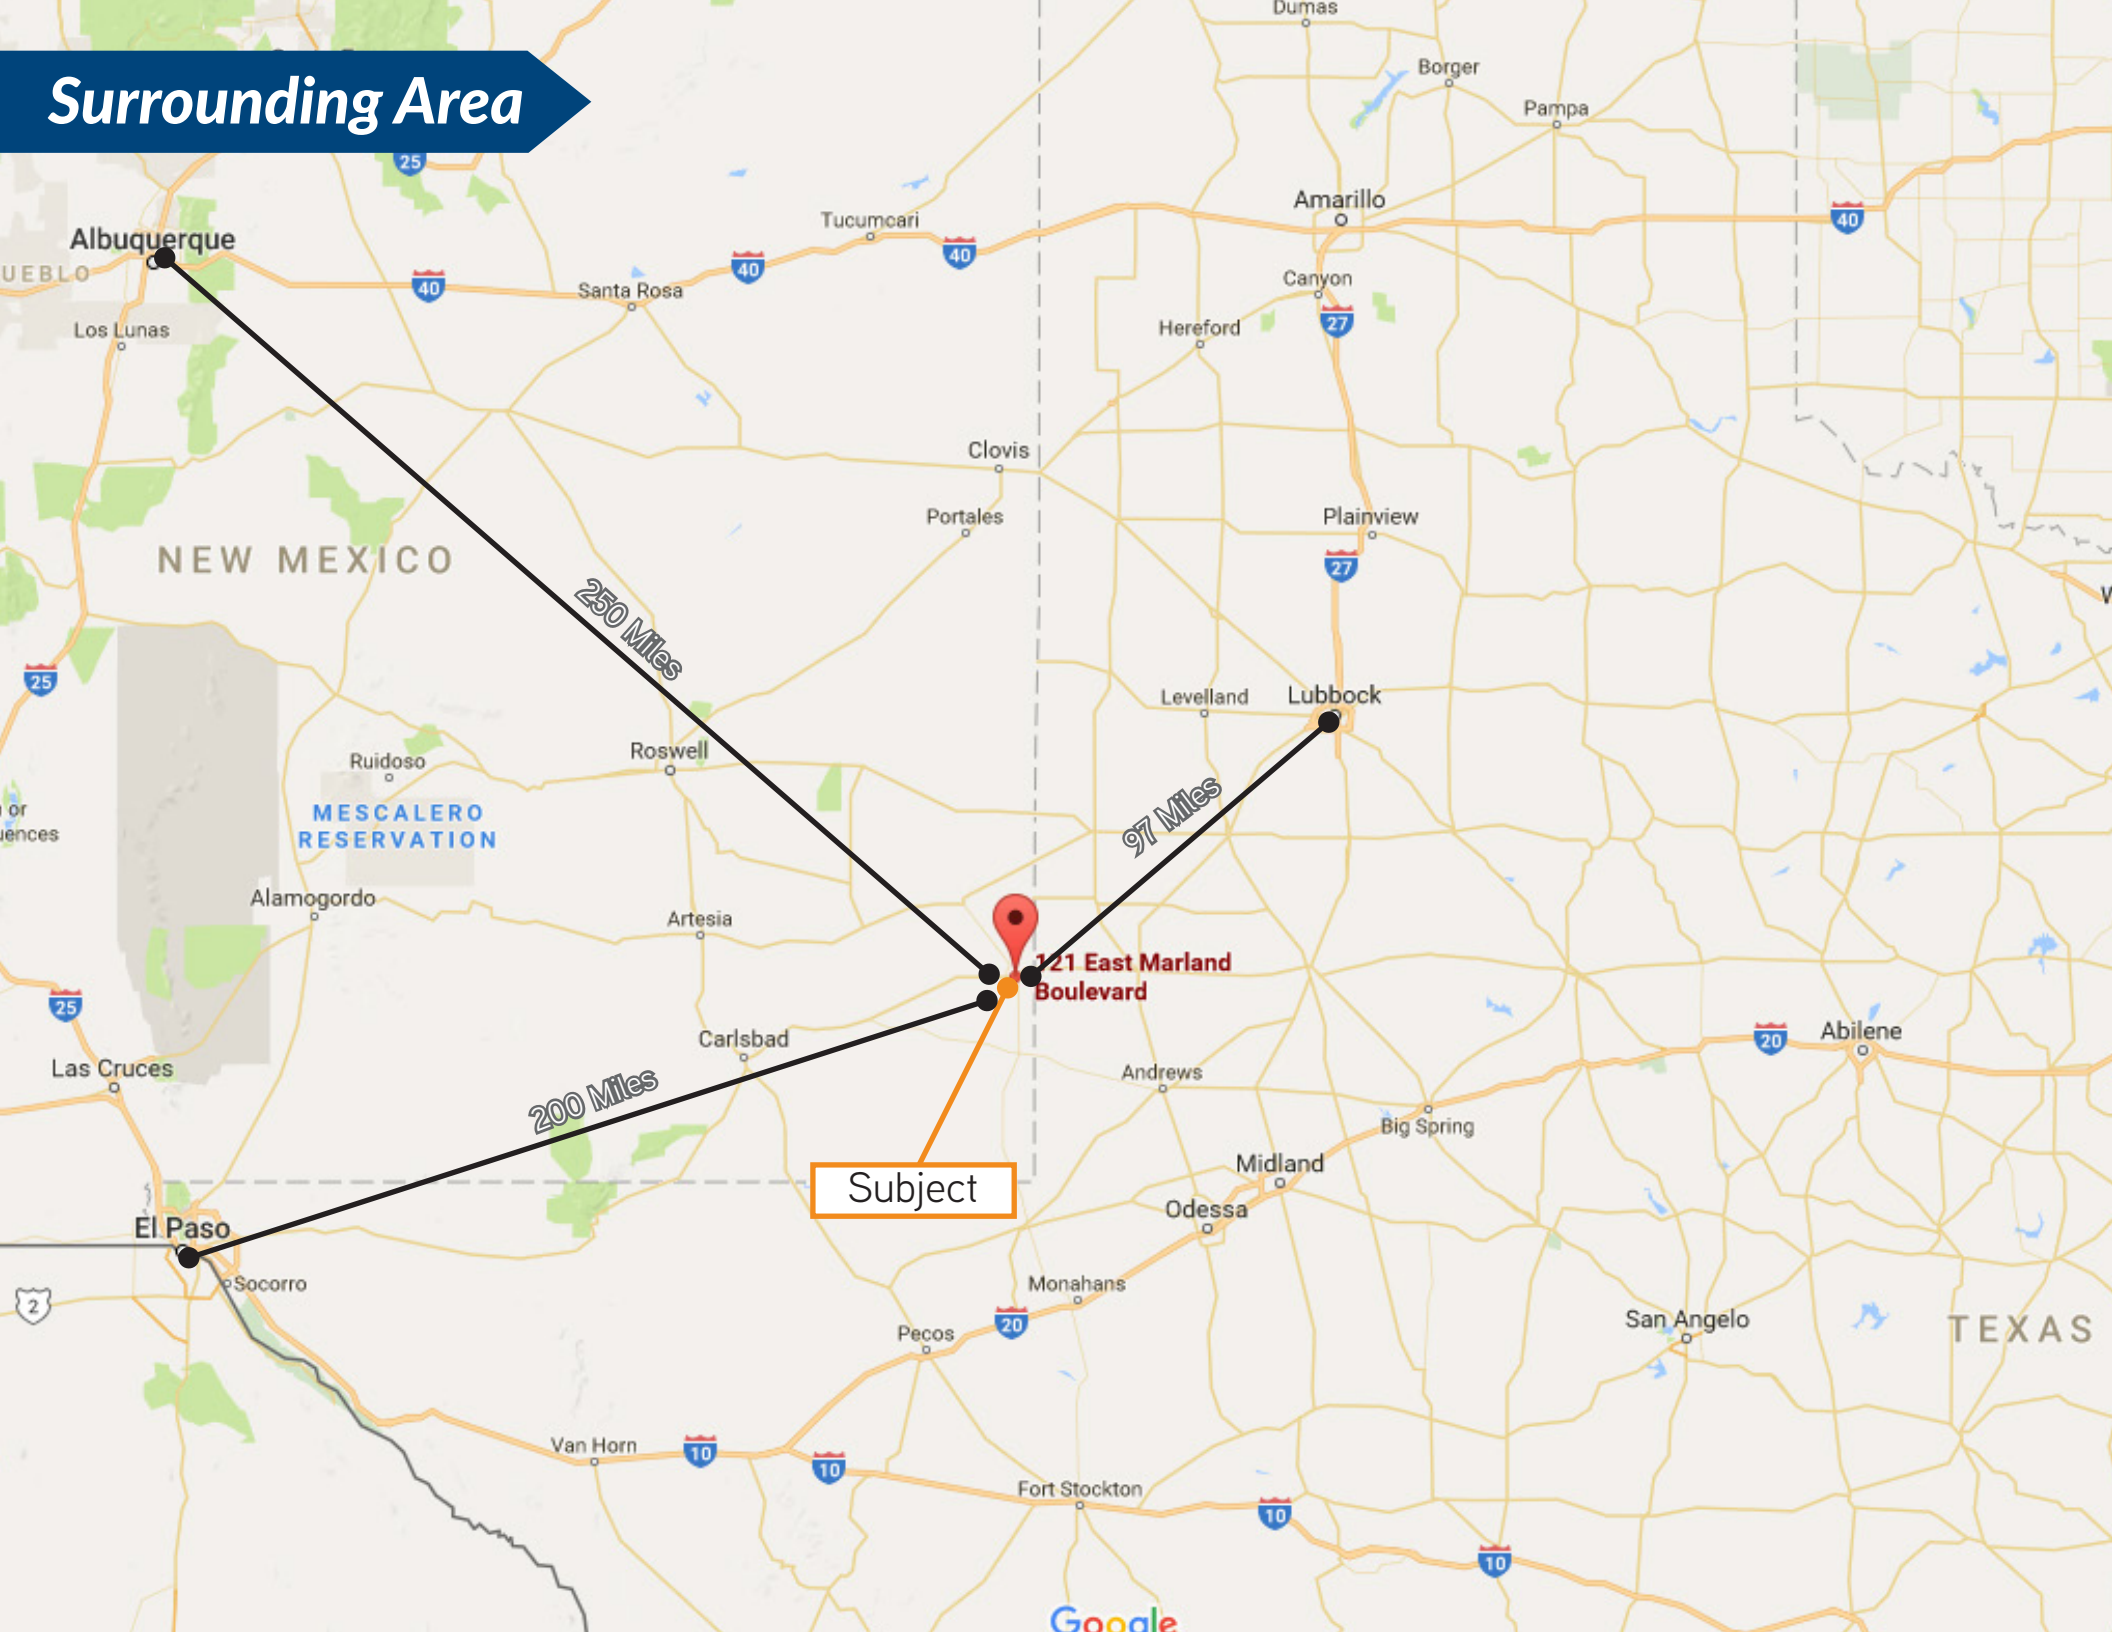 Dumas
Borger
Surrounding Area
Pampa
25
Amarillo
40
Tucumcari
Albuquerque
40
40
UEBLO
40
Santa Rosa
Canyon
27
Los Lunas
Hereford
Clovis
Portales
Plainview
NEW MEXICO
27
250 Miles
25
Levelland
Lubbock
Roswell
Ruidoso
97 Miles
MESCALERO
RESERVATION
or
uences
Alamogordo
Artesia
121 East Marland
Boulevard
25
Carlsbad
20
Abilene
Las Cruces
Andrews
200 Miles
Big Spring
Midland
Subject
Odessa
El Paso
Socorro
Monahans
2
20
San Angelo
TEXAS
Pecos
Van Horn
10
10
Fort Stockton
10
10
Google